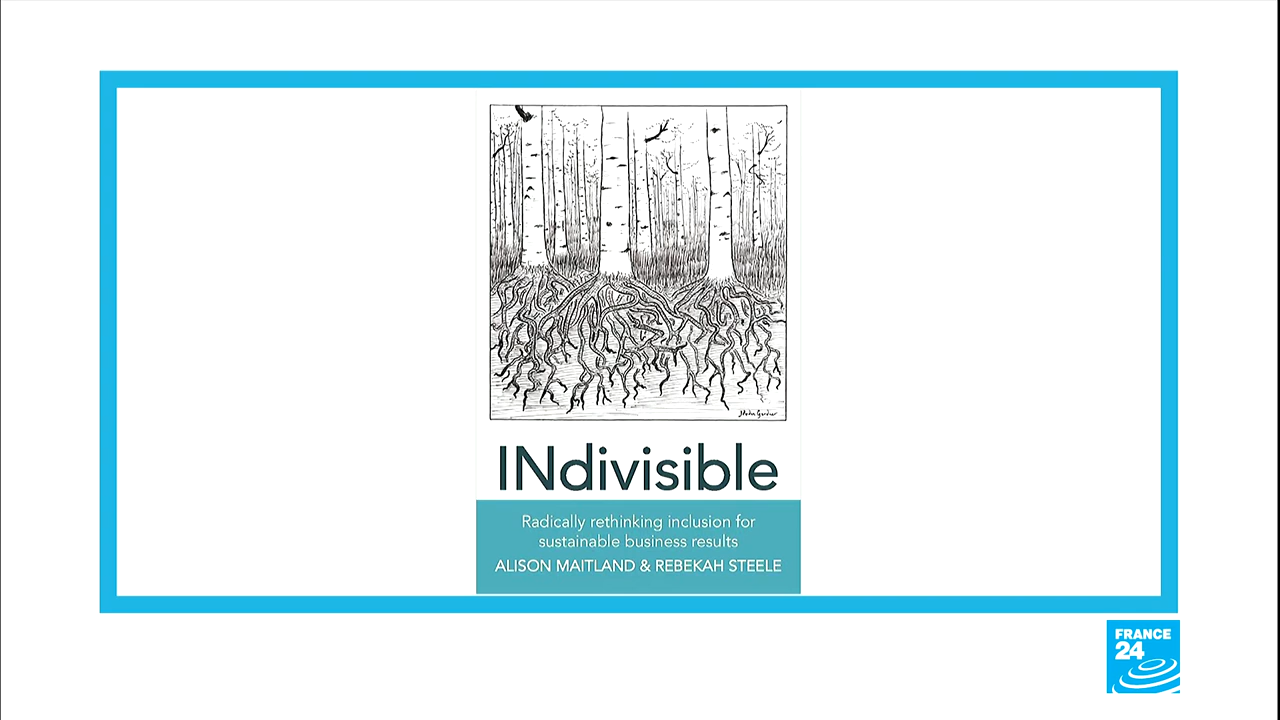 INdivisible
Radically rethinking inclusion for
sustainable business results
ALISON MAITLAND & REBEKAH STEELE
FRANCE
24